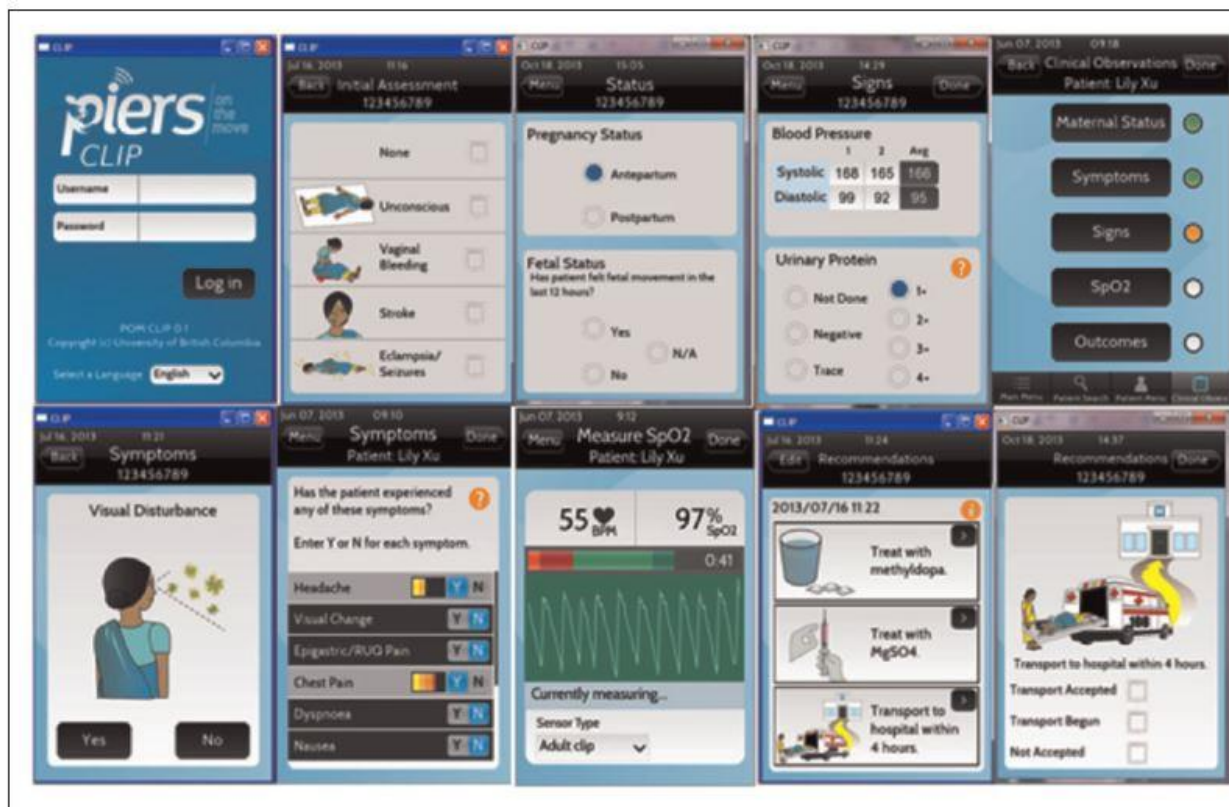 CLIP
piers on the move
CLIP
Username
Password
Log in
POM CLIP 0.1
Copyright (c) University of British Columbia
Select a Language English
CLIP
Jul 16, 2013 11:16
Back Initial Assessment
123456789
None
Unconscious
Vaginal
Bleeding
Stroke
Eclampsia/
Seizures
CLIP
Oct 18, 2013 15:05
Menu Status
123456789
Pregnancy Status
Antepartum
Postpartum
Fetal Status
Has patient felt fetal movement in the
last 12 hours?
Yes
N/A
No
CLIP
Oct 18, 2013 14:29
Menu Signs Done
123456789
Blood Pressure
1 2 Avg
Systolic 168 165 166
Diastolic 99 92 95
Urinary Protein ?
Not Done 1+
2+
Negative
3+
Trace
4+
Jun 07, 2013 09:18
Back Clinical Observations Done
Patient: Lily Xu
Maternal Status
Symptoms
Signs
SpO2
Outcomes
Main Menu Patient Search Patient Menu
CLIP
Jul 16, 2013 11:21
Back Symptoms
123456789
Visual Disturbance
Yes No
Jun 07, 2013 09:10
Menu Symptoms Done
Patient: Lily Xu
Has the patient experienced
any of these symptoms? ?
Enter Y or N for each symptom.
Headache Y N
Visual Change Y N
Epigastric/RUQ Pain Y N
Chest Pain Y N
Dyspnoea Y N
Nausea Y N
Jun 07, 2013 9:12
Menu Measure SpO2 Done
Patient: Lily Xu
55 BPM 97% SpO2
0:41
Currently measuring...
Sensor Type
Adult clip
CLIP
Jul 16, 2013 11:24
Edit Recommendations
123456789
2013/07/16 11:22
Treat with
methyldopa.
Treat with
MgSO4.
Transport to
hospital within
4 hours.
CLIP
Oct 18, 2013 14:37
Recommendations Done
123456789
H
108
Transport to hospital within 4 hours.
Transport Accepted
Transport Begun
Not Accepted